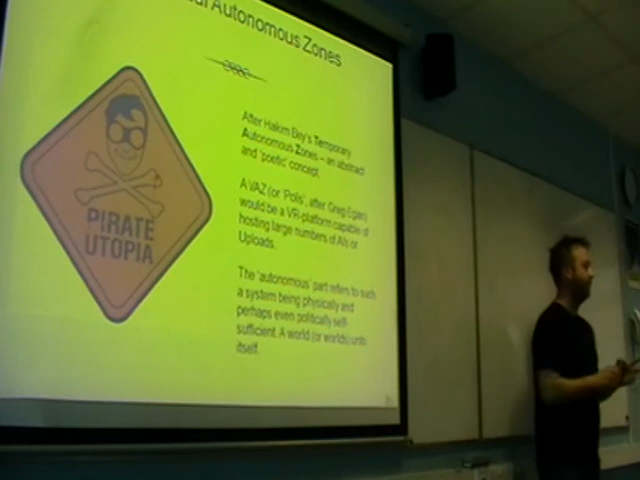 Autonomous Zones
PIRATE
UTOPIA
After Hakim Bey's Temporary
Autonomous Zones – an abstract
and 'poetic' concept.
A VAZ (or 'Polis', after Greg Egan)
would be a VR-platform capable of
hosting large numbers of AIs or
Uploads.
The 'autonomous' part refers to such
a system being physically and
perhaps even politically self-
sufficient. A world (or worlds) unto
itself.